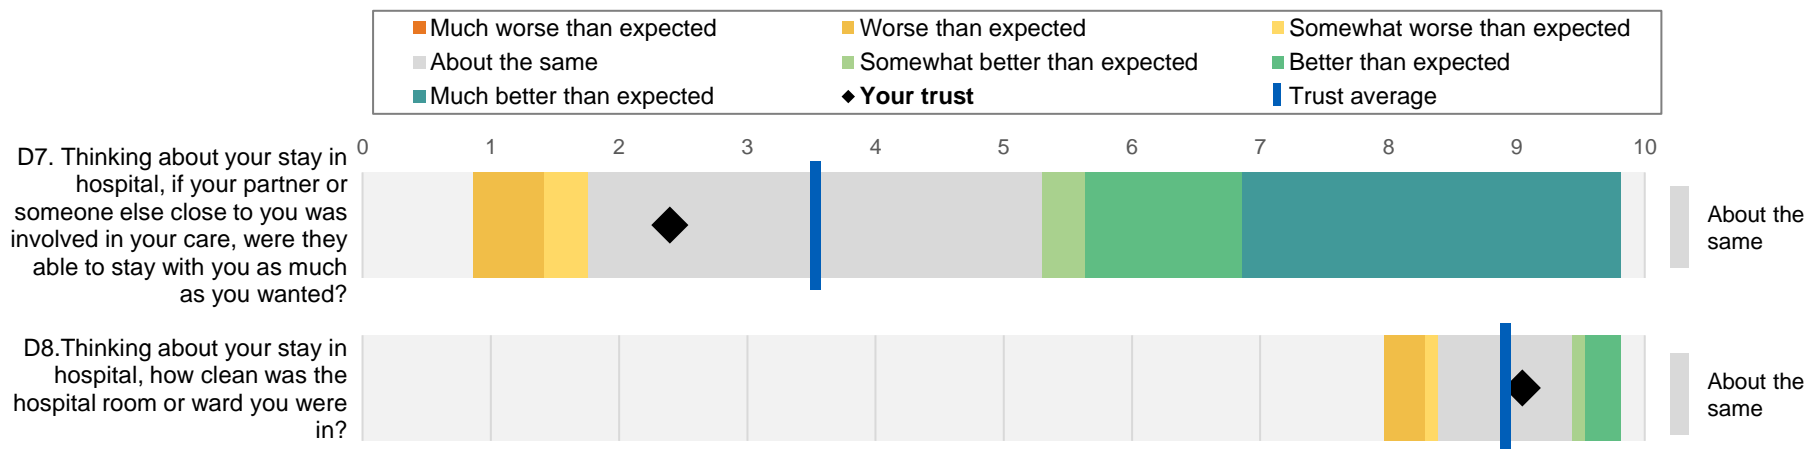 Much worse than expected
Worse than expected
Somewhat worse than expected
About the same
Somewhat better than expected
Better than expected
Much better than expected
Your trust
Trust average
0 1 2 3 4 5 6 7 8 9 10
D7. Thinking about your stay in
hospital, if your partner or
someone else close to you was
involved in your care, were they
able to stay with you as much
as you wanted?
About the
same
D8.Thinking about your stay in
hospital, how clean was the
hospital room or ward you were
in?
About the
same